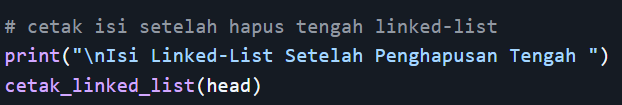 # cetak isi setelah hapus tengah linked-list
print("\nIsi Linked-List Setelah Penghapusan Tengah ")
cetak_linked_list(head)